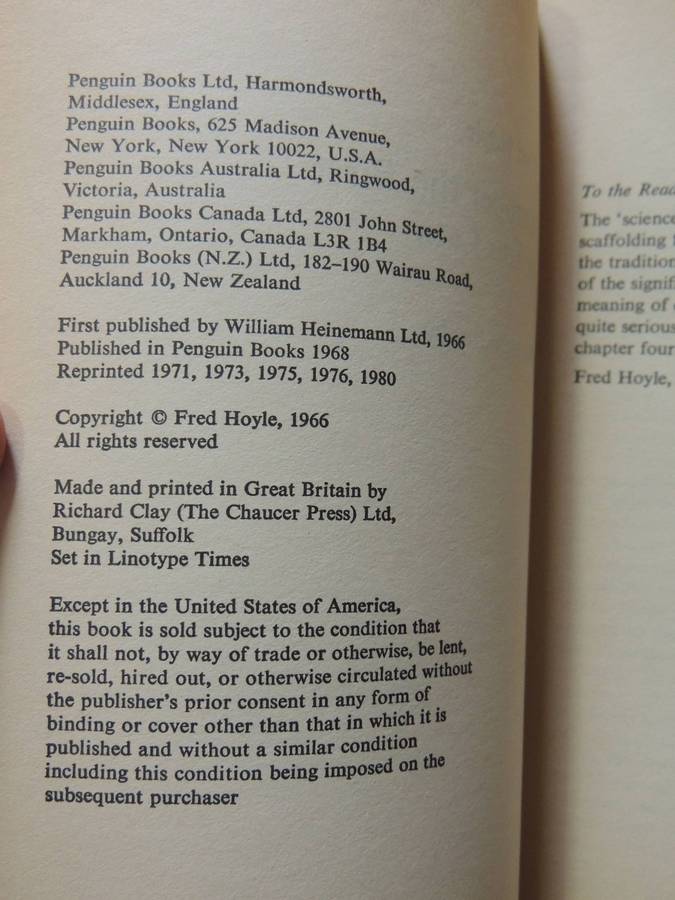 Penguin Books Ltd, Harmondsworth,
Middlesex, England
Penguin Books, 625 Madison Avenue,
New York, New York 10022, U.S.A.
Penguin Books Australia Ltd, Ringwood,
Victoria, Australia
Penguin Books Canada Ltd, 2801 John Street,
Markham, Ontario, Canada L3R 1B4
Penguin Books (N.Z.) Ltd, 182–190 Wairau Road,
Auckland 10, New Zealand
First published by William Heinemann Ltd, 1966
Published in Penguin Books 1968
Reprinted 1971, 1973, 1975, 1976, 1980
Copyright © Fred Hoyle, 1966
All rights reserved
Made and printed in Great Britain by
Richard Clay (The Chaucer Press) Ltd,
Bungay, Suffolk
Set in Linotype Times
Except in the United States of America,
this book is sold subject to the condition that
it shall not, by way of trade or otherwise, be lent,
re-sold, hired out, or otherwise circulated without
the publisher's prior consent in any form of
binding or cover other than that in which it is
published and without a similar condition
including this condition being imposed on the
subsequent purchaser
To the
The
scaffolding
the
of the
meaning of
quite
chapter four
Fred Hoyle,